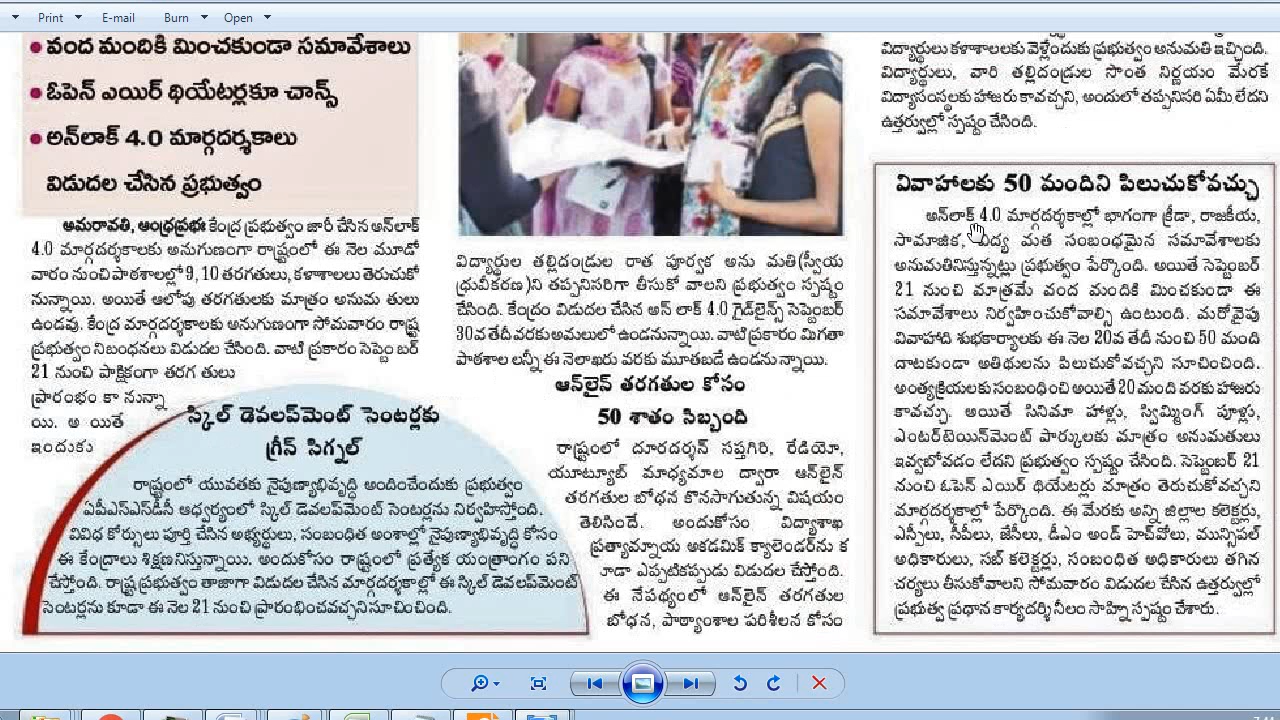 Print
E-mail
Burn
Open
వంద మందికి మించకుండా సమావేశాలు
ఓపెన్ ఎయిర్ థియేటర్లకూ చాన్స్
అన్‌లాక్ 4.0 మార్గదర్శకాలు
విడుదల చేసిన ప్రభుత్వం
అమరావతి, ఆంధ్రప్రభః కేంద్ర ప్రభుత్వం జారీ చేసిన అన్‌లాక్
4.0 మార్గదర్శకాలకు అనుగుణంగా రాష్ట్రంలో ఈ నెల మూడో
వారం నుంచి పాఠశాలల్లో 9, 10 తరగతులు, కళాశాలలు తెరుచుకో
నున్నాయి. అయితే ఆలోపు తరగతులకు మాత్రం అనుమ తులు
ఉండవు. కేంద్ర మార్గదర్శకాలకు అనుగుణంగా సోమవారం రాష్ట్ర
ప్రభుత్వం నిబంధనలు విడుదల చేసింది. వాటి ప్రకారం సెప్టెం బర్
21 నుంచి పాక్షికంగా తరగ తులు
ప్రారంభం కా నున్నా
యి. అ యితే
ఇందుకు
స్కిల్ డెవలప్‌మెంట్ సెంటర్లకు
గ్రీన్ సిగ్నల్
రాష్ట్రంలో యువతకు నైపుణ్యాభివృద్ధి అందించేందుకు ప్రభుత్వం
ఏపీఎస్ఎస్‌డీసీ ఆధ్వర్యంలో స్కిల్ డెవలప్‌మెంట్ సెంటర్లను నిర్వహిస్తోంది.
వివిధ కోర్సులు పూర్తి చేసిన అభ్యర్థులు, సంబంధిత అంశాల్లో నైపుణ్యాభివృద్ధి కోసం
ఈ కేంద్రాలు శిక్షణనిస్తున్నాయి. అందుకోసం రాష్ట్రంలో ప్రత్యేక యంత్రాంగం పని
చేస్తోంది. రాష్ట్ర ప్రభుత్వం తాజాగా విడుదల చేసిన మార్గదర్శకాల్లో ఈ స్కిల్ డెవలప్‌మెంట్
సెంటర్లను కూడా ఈ నెల 21 నుంచి ప్రారంభించవచ్చని సూచించింది.
విద్యార్థుల తల్లిదండ్రుల రాత పూర్వక అను మతి(స్వీయ
ధ్రువీకరణ)ని తప్పనిసరిగా తీసుకో వాలని ప్రభుత్వం స్పష్టం
చేసింది. కేంద్రం విడుదల చేసిన అన్ లాక్ 4.0 గైడ్‌లైన్స్ సెప్టెంబర్
30వ తేదీ వరకు అమలులో ఉండనున్నాయి. వాటి ప్రకారం మిగతా
పాఠశాల లన్నీ ఈ నెలాఖరు వరకు మూతబడే ఉండను న్నాయి.
ఆన్‌లైన్ తరగతుల కోసం
50 శాతం సిబ్బంది
రాష్ట్రంలో దూరదర్శన్ సప్తగిరి, రేడియో,
యూట్యూబ్ మాధ్యమాల ద్వారా ఆన్‌లైన్
తరగతుల బోధన కొనసాగుతున్న విషయం
తెలిసిందే. అందుకోసం విద్యాశాఖ
ప్రత్యామ్నాయ అకడమిక్ క్యాలెండర్‌ను క
ూడా ఎప్పటికప్పుడు విడుదల చేస్తోంది.
ఈ నేపథ్యంలో ఆన్‌లైన్ తరగతుల
బోధన, పాఠ్యాంశాల పరిశీలన కోసం
విద్యార్థులు కళాశాలలకు వెళ్లేందుకు ప్రభుత్వం అనుమతి ఇచ్చింది.
విద్యార్థులు, వారి తల్లిదండ్రుల సొంత నిర్ణయం మేరకే
విద్యాసంస్థలకు హాజరు కావచ్చని, అందులో తప్పనిసరి ఏమీ లేదని
ఉత్తర్వుల్లో స్పష్టం చేసింది.
వివాహాలకు 50 మందిని పిలుచుకోవచ్చు
అన్‌లాక్ 4.0 మార్గదర్శకాల్లో భాగంగా క్రీడా, రాజకీయ,
సామాజిక, విద్య మత సంబంధమైన సమావేశాలకు
అనుమతినిస్తున్నట్లు ప్రభుత్వం పేర్కొంది. అయితే సెప్టెంబర్
21 నుంచి మాత్రమే వంద మందికి మించకుండా ఈ
సమావేశాలు నిర్వహించుకోవాల్సి ఉంటుంది. మరోవైపు
వివాహాది శుభకార్యాలకు ఈ నెల 20వ తేదీ నుంచి 50 మంది
దాటకుండా అతిథులను పిలుచుకోవచ్చని సూచించింది.
అంత్యక్రియలకు సంబంధించి అయితే 20 మంది వరకు హాజరు
కావచ్చు. అయితే సినిమా హాళ్లు, స్విమ్మింగ్ పూళ్లు,
ఎంటర్‌టెయిన్‌మెంట్ పార్కులకు మాత్రం అనుమతులు
ఇవ్వబోవడం లేదని ప్రభుత్వం స్పష్టం చేసింది. సెప్టెంబర్ 21
నుంచి ఓపెన్ ఎయిర్ థియేటర్లు మాత్రం తెరుచుకోవచ్చని
మార్గదర్శకాల్లో పేర్కొంది. ఈ మేరకు అన్ని జిల్లాల కలెక్టర్లు,
ఎస్పీలు, సీపీలు, జేసీలు, డీఎం అండ్ హెచ్‌వోలు, మున్సిపల్
అధికారులు, సబ్ కలెక్టర్లు, సంబంధిత అధికారులు తగిన
చర్యలు తీసుకోవాలని సోమవారం విడుదల చేసిన ఉత్తర్వుల్లో
ప్రభుత్వ ప్రధాన కార్యదర్శి నీలం సాహ్ని స్పష్టం చేశారు.